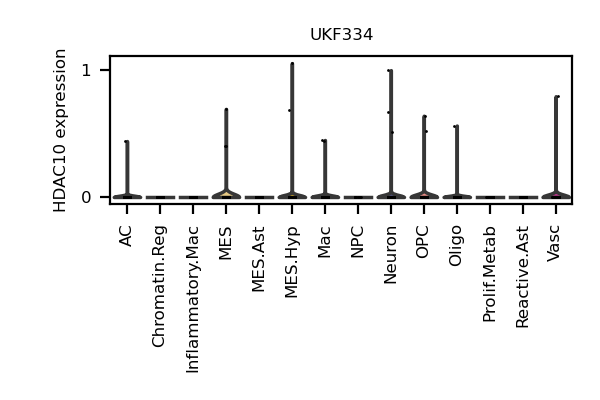 UKF334
HDAC10 expression
1
0
AC
Chromatin.Reg
Inflammatory.Mac
MES
MES.Ast
MES.Hyp
Mac
NPC
Neuron
OPC
Oligo
Prolif.Metab
Reactive.Ast
Vasc